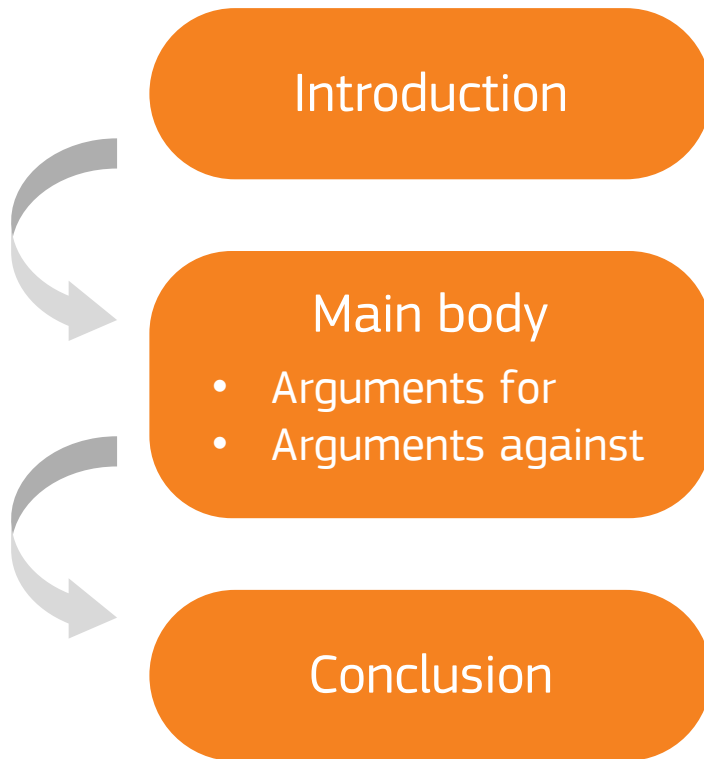 Introduction
Main body
• Arguments for
• Arguments against
Conclusion